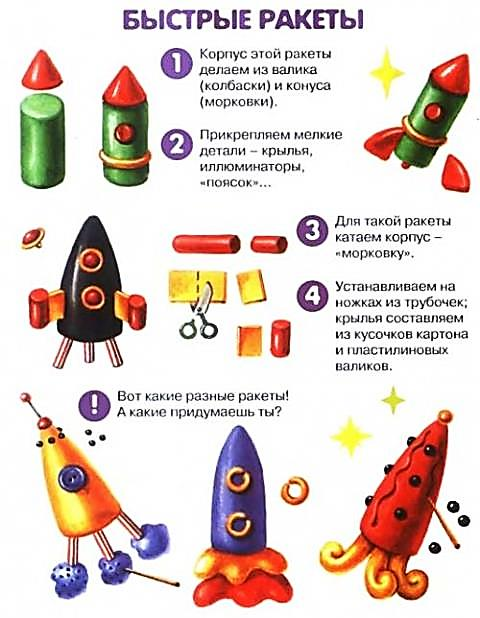 БЫСТРЫЕ РАКЕТЫ
1 Корпус этой ракеты
делаем из валика
(колбаски) и конуса
(морковки).
2 Прикрепляем мелкие
детали – крылья,
иллюминаторы,
«поясок»...
3 Для такой ракеты
катаем корпус –
«морковку».
4 Устанавливаем на
ножках из трубочек;
крылья составляем
из кусочков картона
и пластилиновых
валиков.
! Вот какие разные ракеты!
А какие придумаешь ты?